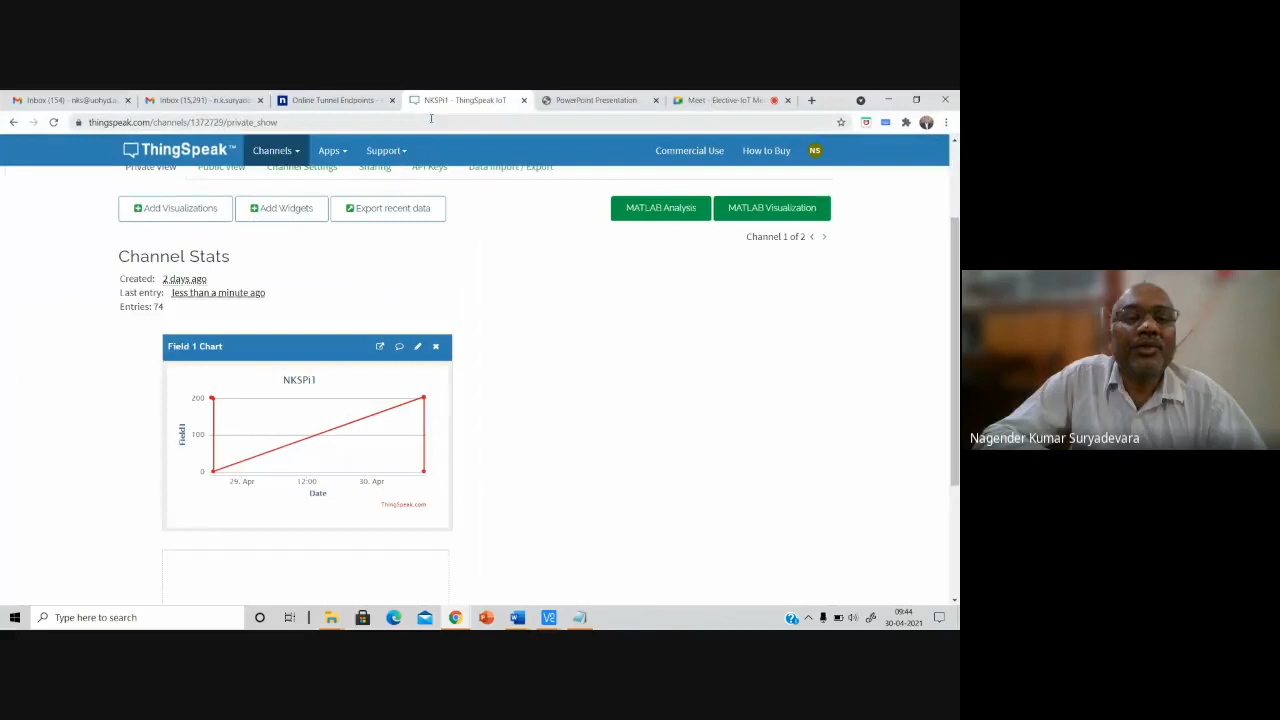 Inbox (154) - nks@uohyd.a
Inbox (15,291) - n.k.suryade
Online Tunnel Endpoints -
NKSPi1 - ThingSpeak IoT
PowerPoint Presentation
Meet - Elective-IoT
thingspeak.com/channels/1372729/private_show
ThingSpeak™ Channels Apps Support Commercial Use How to Buy NS
Private View Public View Channel Settings Sharing API Keys Data Import / Export
Add Visualizations Add Widgets Export recent data MATLAB Analysis MATLAB Visualization
Channel 1 of 2
Channel Stats
Created: 2 days ago
Last entry: less than a minute ago
Entries: 74
Field 1 Chart
NKSPi1
200
100
0
Field1
29. Apr 12:00 30. Apr
Date
ThingSpeak.com
Nagender Kumar Suryadevara
Type here to search
09:44
30-04-2021